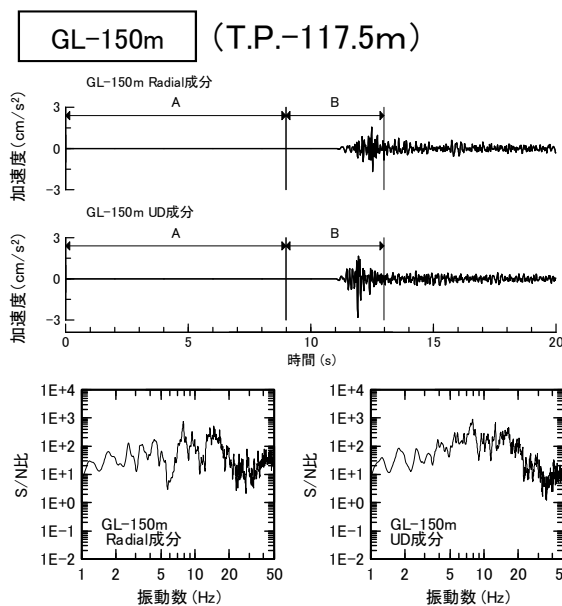 GL-150m (T.P.-117.5m)
GL-150m Radial成分
加速度(cm/s²)
3
0
-3
A
B
GL-150m UD成分
加速度(cm/s²)
3
0
-3
A
B
0 5 10 15 20
時間(s)
S/N比
1E+4
1E+3
1E+2
1E+1
1E+0
1E-1
1E-2
GL-150m
Radial成分
1 2 5 10 20 50
振動数(Hz)
S/N比
1E+4
1E+3
1E+2
1E+1
1E+0
1E-1
1E-2
GL-150m
UD成分
1 2 5 10 20 50
振動数(Hz)